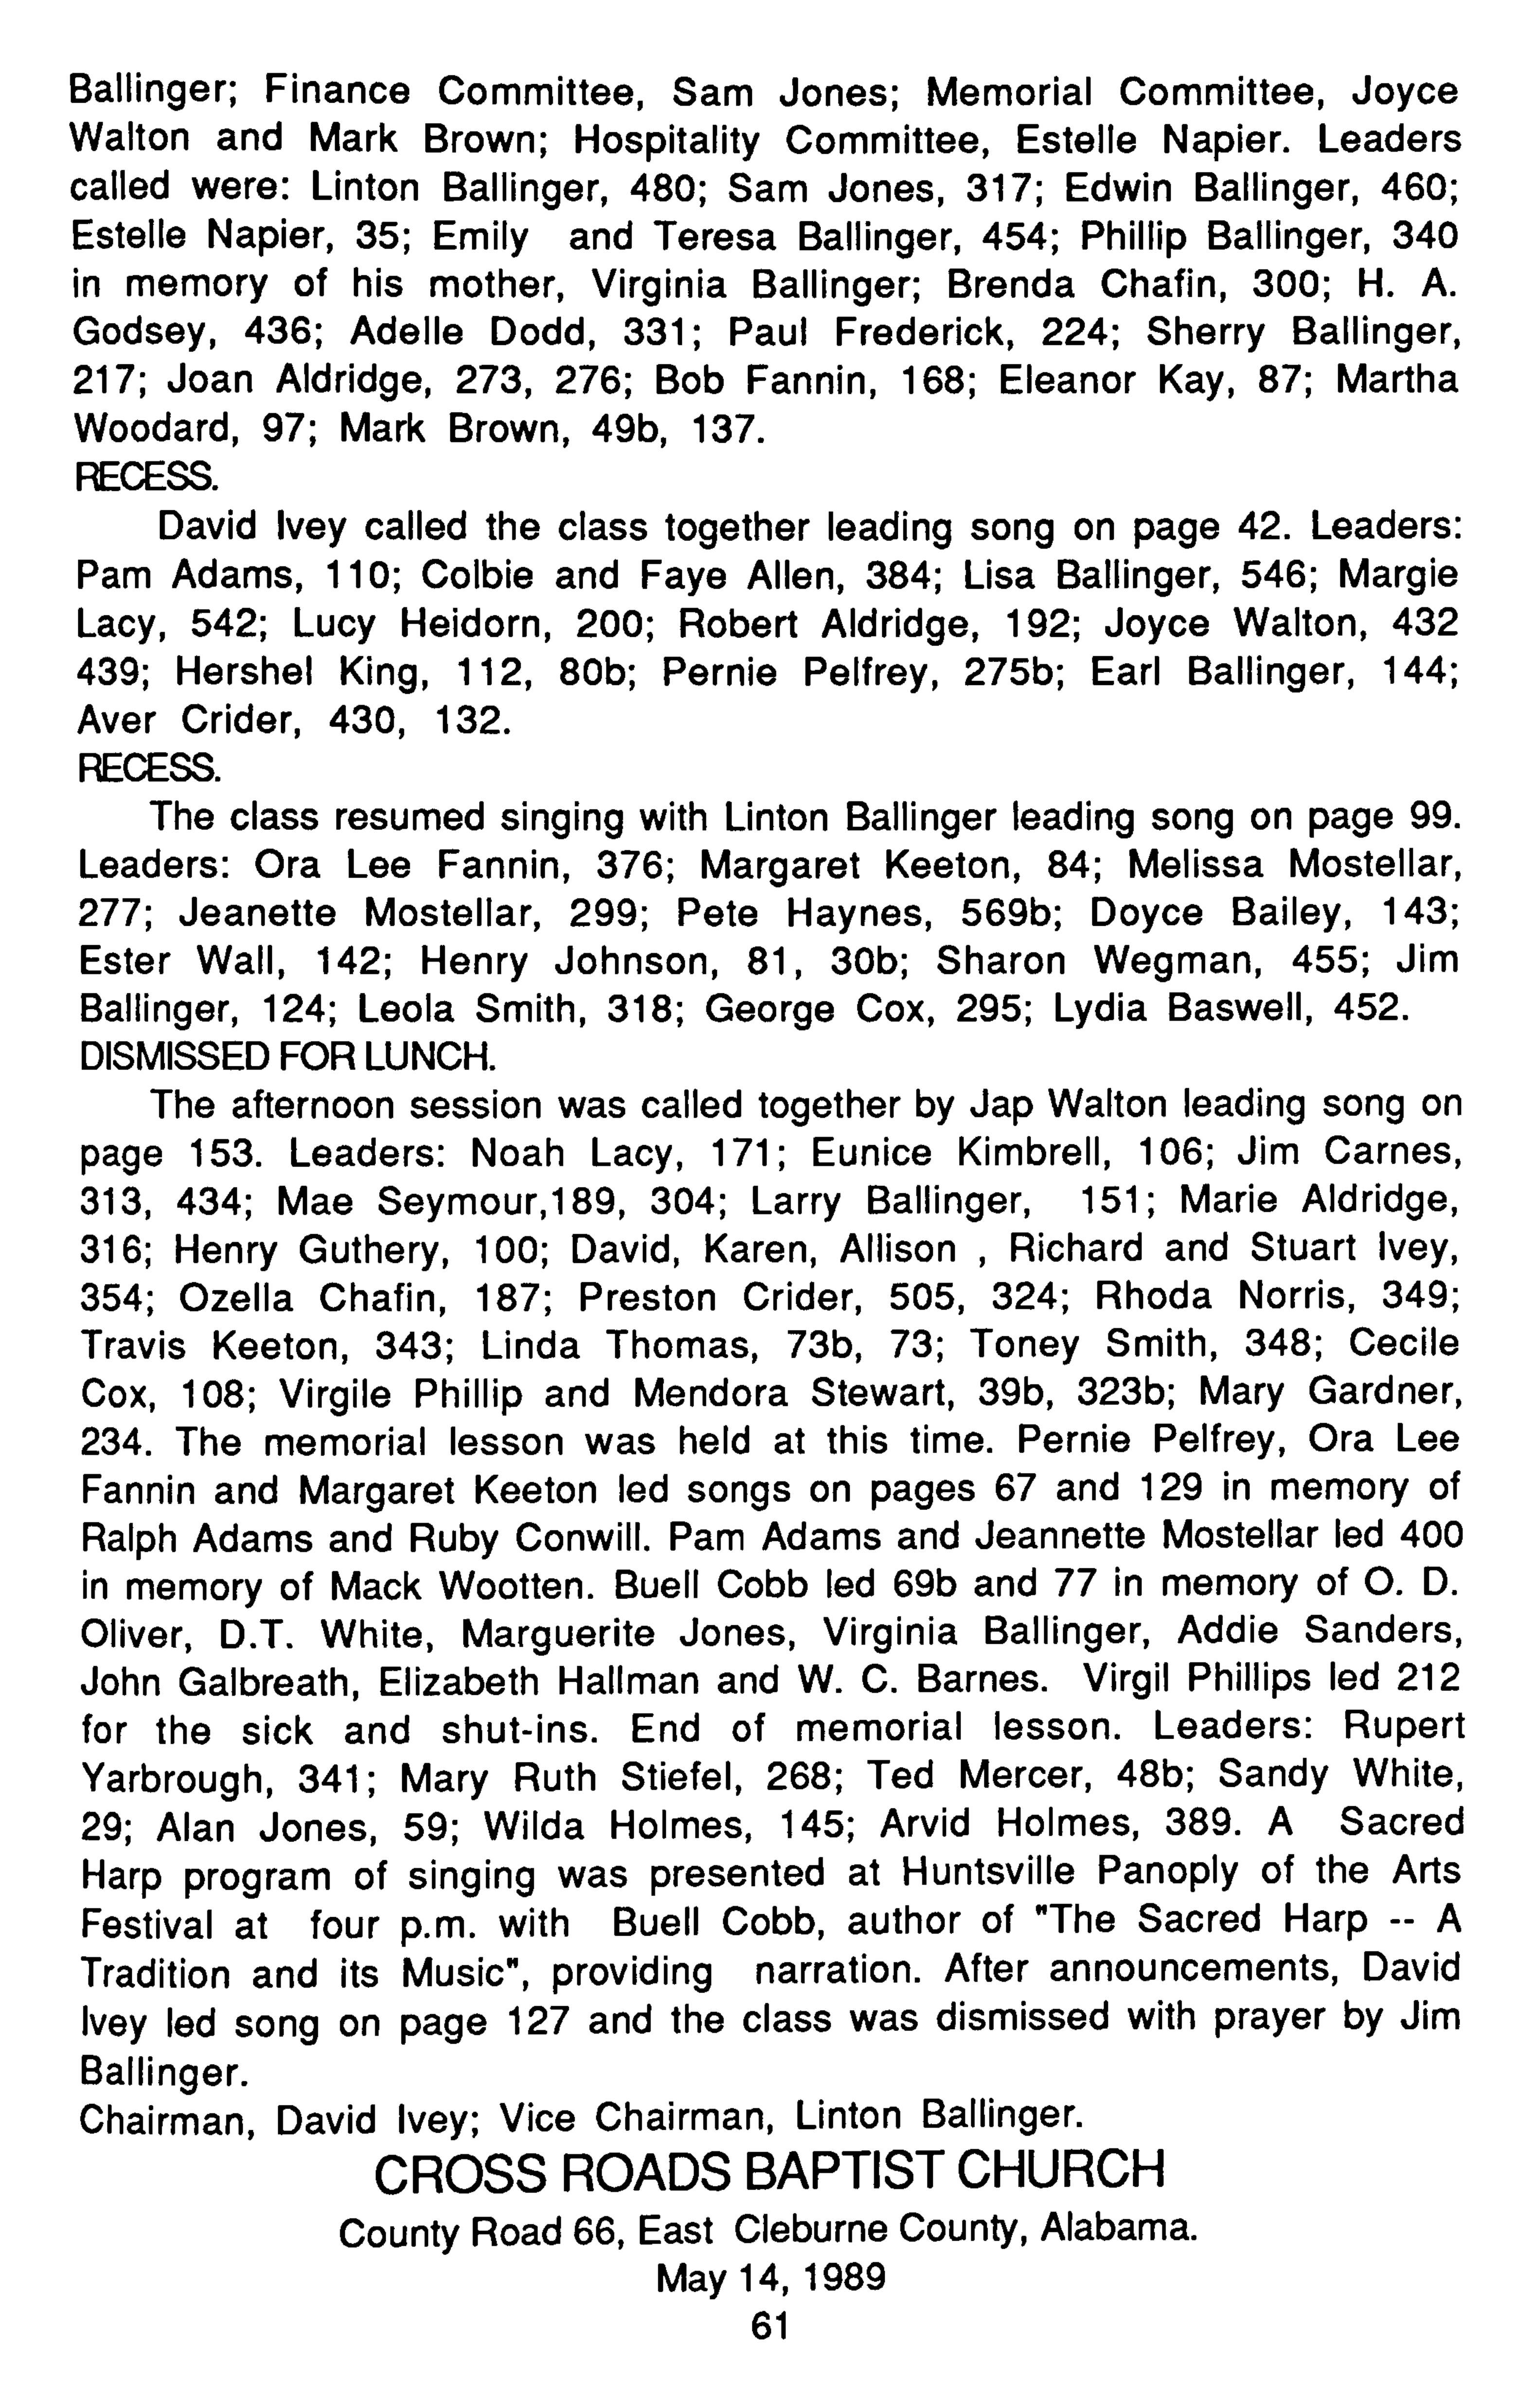 Ballinger; Finance Committee, Sam Jones; Memorial Committee, Joyce
Walton and Mark Brown; Hospitality Committee, Estelle Napier. Leaders
called were: Linton Ballinger, 480; Sam Jones, 317; Edwin Ballinger, 460;
Estelle Napier, 35; Emily and Teresa Ballinger, 454; Phillip Ballinger, 340
in memory of his mother, Virginia Ballinger; Brenda Chafin, 300; H. A.
Godsey, 436; Adelle Dodd, 331; Paul Frederick, 224; Sherry Ballinger,
217; Joan Aldridge, 273, 276; Bob Fannin, 168; Eleanor Kay, 87; Martha
Woodard, 97; Mark Brown, 49b, 137.
RECESS.
David Ivey called the class together leading song on page 42. Leaders:
Pam Adams, 110; Colbie and Faye Allen, 384; Lisa Ballinger, 546; Margie
Lacy, 542; Lucy Heidorn, 200; Robert Aldridge, 192; Joyce Walton, 432
439; Hershel King, 112, 80b; Pernie Pelfrey, 275b; Earl Ballinger, 144;
Aver Crider, 430, 132.
RECESS.
The class resumed singing with Linton Ballinger leading song on page 99.
Leaders: Ora Lee Fannin, 376; Margaret Keeton, 84; Melissa Mostellar,
277; Jeanette Mostellar, 299; Pete Haynes, 569b; Doyce Bailey, 143;
Ester Wall, 142; Henry Johnson, 81, 30b; Sharon Wegman, 455; Jim
Ballinger, 124; Leola Smith, 318; George Cox, 295; Lydia Baswell, 452.
DISMISSED FOR LUNCH.
The afternoon session was called together by Jap Walton leading song on
page 153. Leaders: Noah Lacy, 171; Eunice Kimbrell, 106; Jim Carnes,
313, 434; Mae Seymour,189, 304; Larry Ballinger, 151; Marie Aldridge,
316; Henry Guthery, 100; David, Karen, Allison , Richard and Stuart Ivey,
354; Ozella Chafin, 187; Preston Crider, 505, 324; Rhoda Norris, 349;
Travis Keeton, 343; Linda Thomas, 73b, 73; Toney Smith, 348; Cecile
Cox, 108; Virgile Phillip and Mendora Stewart, 39b, 323b; Mary Gardner,
234. The memorial lesson was held at this time. Pernie Pelfrey, Ora Lee
Fannin and Margaret Keeton led songs on pages 67 and 129 in memory of
Ralph Adams and Ruby Conwill. Pam Adams and Jeannette Mostellar led 400
in memory of Mack Wootten. Buell Cobb led 69b and 77 in memory of O. D.
Oliver, D.T. White, Marguerite Jones, Virginia Ballinger, Addie Sanders,
John Galbreath, Elizabeth Hallman and W. C. Barnes. Virgil Phillips led 212
for the sick and shut-ins. End of memorial lesson. Leaders: Rupert
Yarbrough, 341; Mary Ruth Stiefel, 268; Ted Mercer, 48b; Sandy White,
29; Alan Jones, 59; Wilda Holmes, 145; Arvid Holmes, 389. A Sacred
Harp program of singing was presented at Huntsville Panoply of the Arts
Festival at four p.m. with Buell Cobb, author of "The Sacred Harp -- A
Tradition and its Music", providing narration. After announcements, David
Ivey led song on page 127 and the class was dismissed with prayer by Jim
Ballinger.
Chairman, David Ivey; Vice Chairman, Linton Ballinger.
CROSS ROADS BAPTIST CHURCH
County Road 66, East Cleburne County, Alabama.
May 14, 1989
61